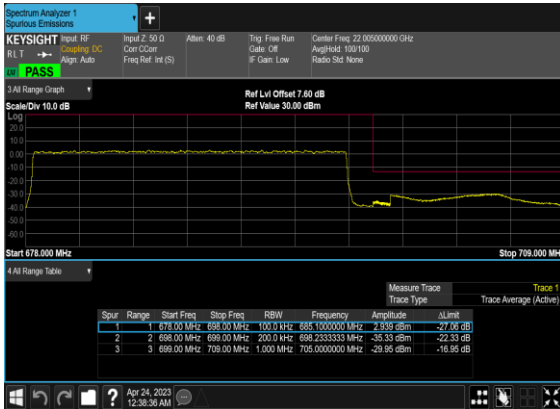 Spectrum Analyzer 1
Spurious Emissions
KEYSIGHT Input: RF Input Z: 50 Ω Atten: 40 dB Trig: Free Run Center Freq: 22.005000000 GHz
RLT Coupling: DC Corr CCorr Gate: Off Avg|Hold: 100/100
Align: Auto Freq Ref: Int (S) IF Gain: Low Radio Std: None
PASS
3 All Range Graph
Ref Lvl Offset 7.60 dB
Scale/Div 10.0 dB Ref Value 30.00 dBm
Log
20.0
10.0
0.00
-10.0
-20.0
-30.0
-40.0
-50.0
-60.0
Start 678.000 MHz Stop 709.000 MH
4 All Range Table
Measure Trace Trace 1
Trace Type Trace Average (Active)
Spur Range Start Freq Stop Freq RBW Frequency Amplitude ΔLimit
1 1 678.00 MHz 698.00 MHz 100.0 kHz 685.1000000 MHz 2.939 dBm -27.06 dB
2 2 698.00 MHz 699.00 MHz 200.0 kHz 698.2333333 MHz -35.33 dBm -22.33 dB
3 3 699.00 MHz 709.00 MHz 1.000 MHz 705.0000000 MHz -29.95 dBm -16.95 dB
? Apr 24, 2023
12:38:36 AM